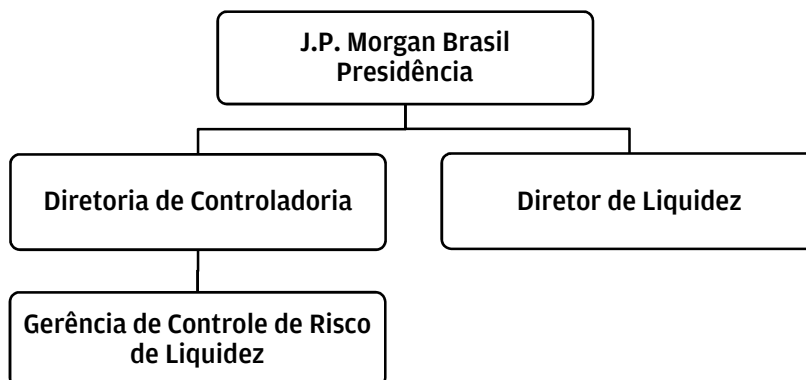 J.P. Morgan Brasil
Presidência
Diretoria de Controladoria
Diretor de Liquidez
Gerência de Controle de Risco
de Liquidez